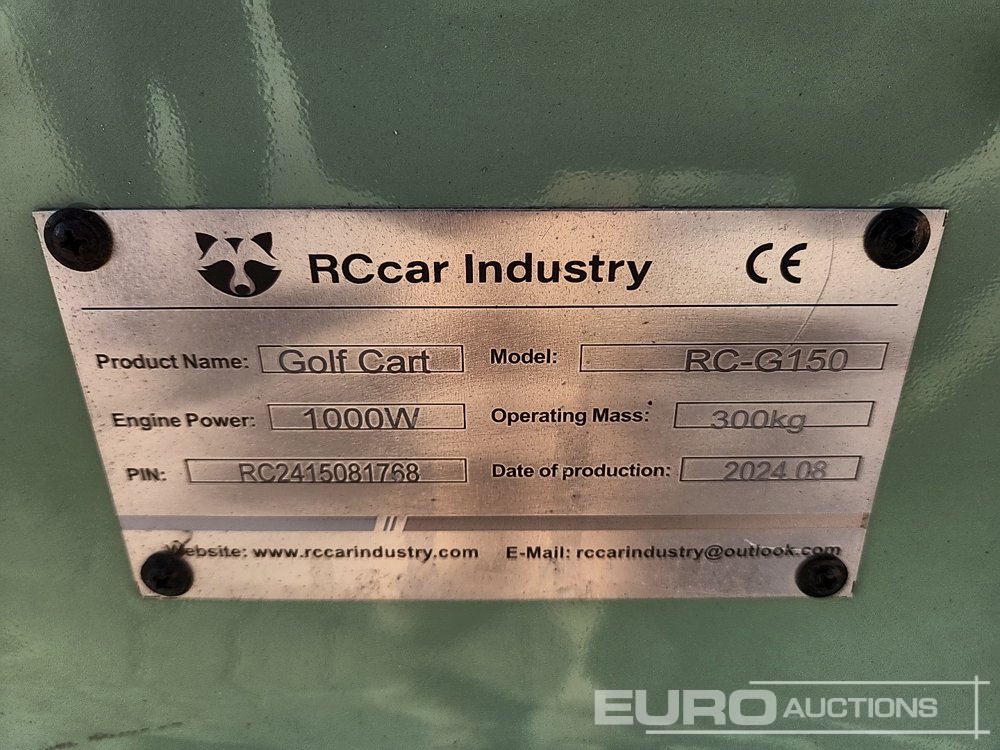 RCcar Industry CE
Product Name: Golf Cart Model: RC-G150
Engine Power: 1000W Operating Mass: 300kg
PIN: RC2415081768 Date of production: 2024.08
Website: www.rccarindustry.com E-Mail: rccarindustry@outlook.com
EURO AUCTIONS